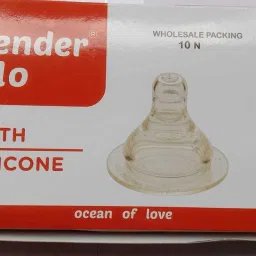 ender®
lo
WHOLESALE PACKING
10 N
TH
ICONE
ocean of love